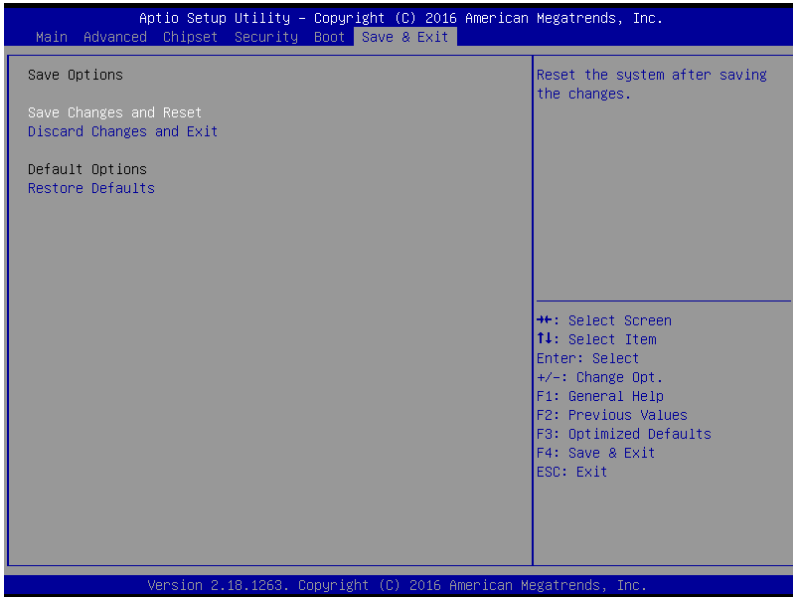 Aptio Setup Utility – Copyright (C) 2016 American Megatrends, Inc.
Main Advanced Chipset Security Boot Save & Exit
Save Options
Save Changes and Reset
Discard Changes and Exit
Default Options
Restore Defaults
Reset the system after saving
the changes.
→←: Select Screen
↑↓: Select Item
Enter: Select
+/-: Change Opt.
F1: General Help
F2: Previous Values
F3: Optimized Defaults
F4: Save & Exit
ESC: Exit
Version 2.18.1263. Copyright (C) 2016 American Megatrends, Inc.